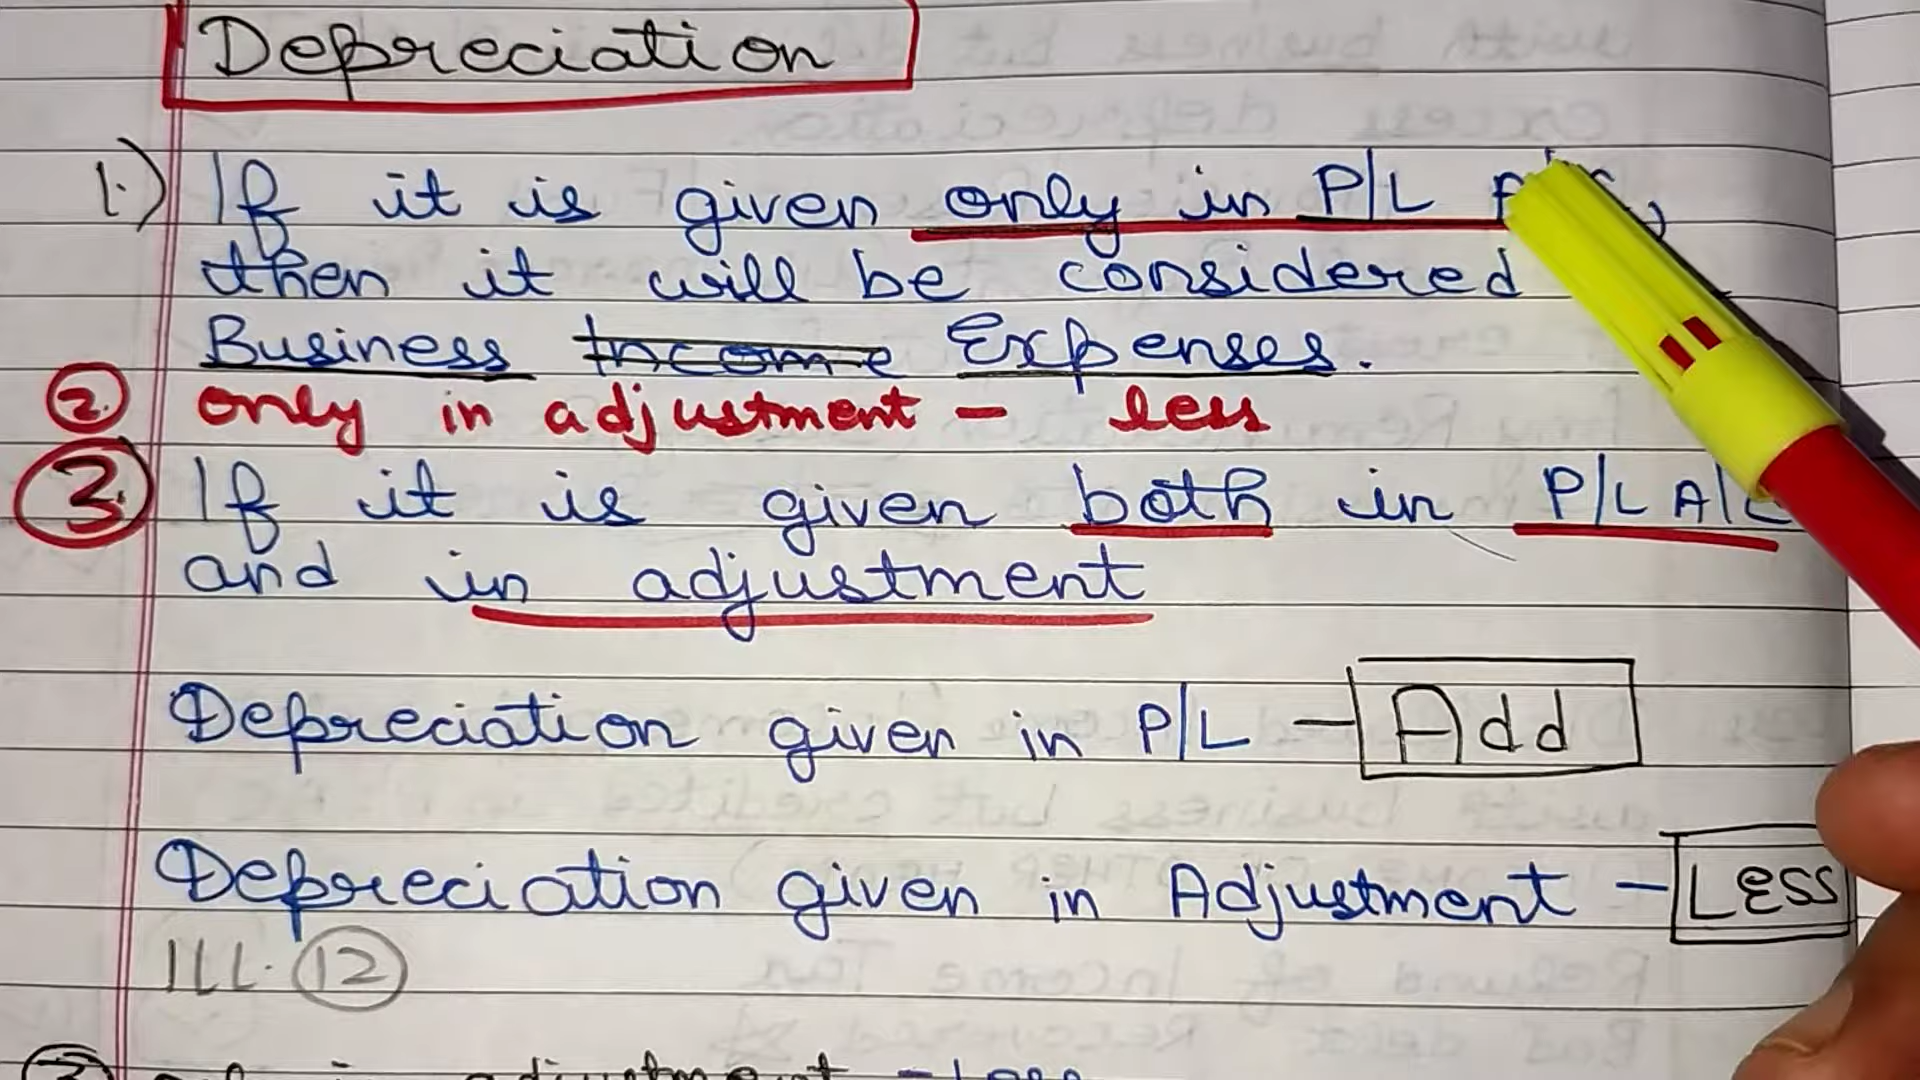 Depreciation
1.) If it is given only in P/L
then it will be considered
Business Income Expenses.
2. only in adjustment - less
3. If it is given both in P/L A/C
and in adjustment
Depreciation given in P/L - Add
Depreciation given in Adjustment - Less
ILL. 12